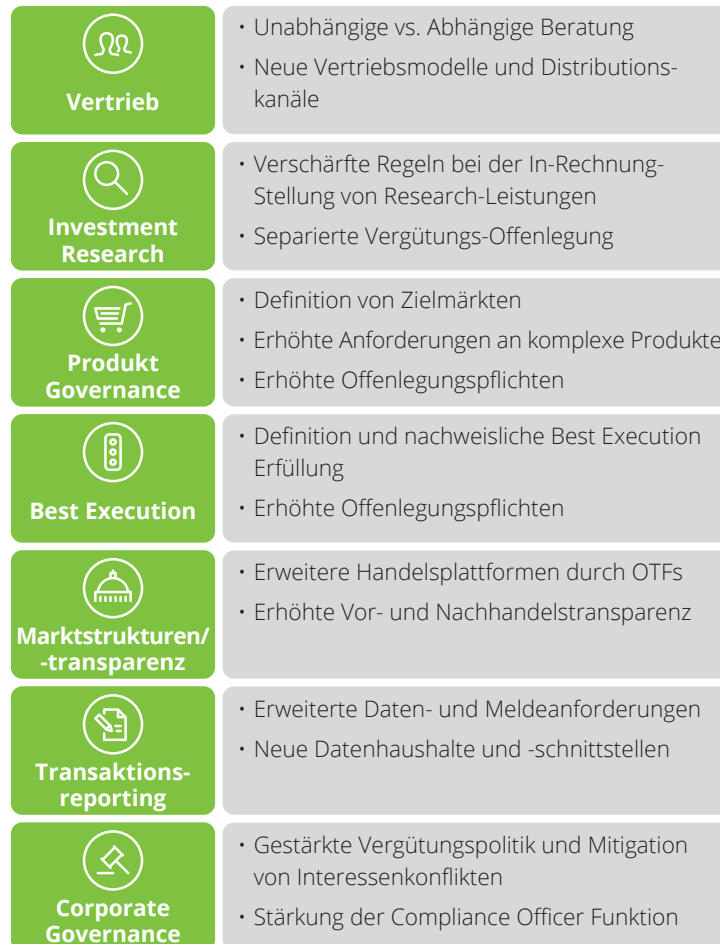 Vertrieb
• Unabhängige vs. Abhängige Beratung
• Neue Vertriebsmodelle und Distributions-
kanäle
Investment
Research
• Verschärfte Regeln bei der In-Rechnung-
Stellung von Research-Leistungen
• Separierte Vergütungs-Offenlegung
Produkt
Governance
• Definition von Zielmärkten
• Erhöhte Anforderungen an komplexe Produkte
• Erhöhte Offenlegungspflichten
Best Execution
• Definition und nachweisliche Best Execution
Erfüllung
• Erhöhte Offenlegungspflichten
Marktstrukturen/
-transparenz
• Erweitere Handelsplattformen durch OTFs
• Erhöhte Vor- und Nachhandelstransparenz
Transaktions-
reporting
• Erweiterte Daten- und Meldeanforderungen
• Neue Datenhaushalte und -schnittstellen
Corporate
Governance
• Gestärkte Vergütungspolitik und Mitigation
von Interessenkonflikten
• Stärkung der Compliance Officer Funktion